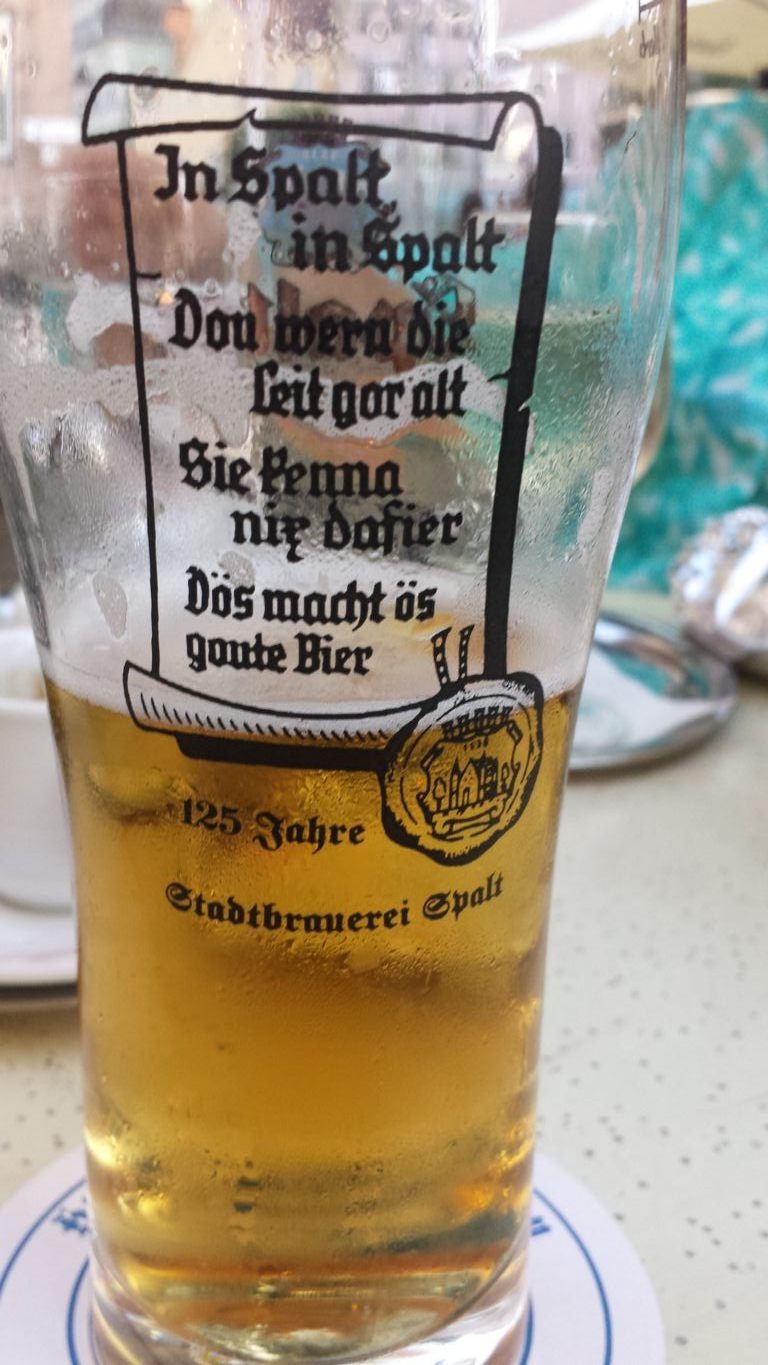 In Spalt,
in Spalt
Dou wern die
Leit gor alt
Sie kenna
nix dafier
Dös macht ös
goute Bier
125 Jahre
Stadtbrauerei Spalt